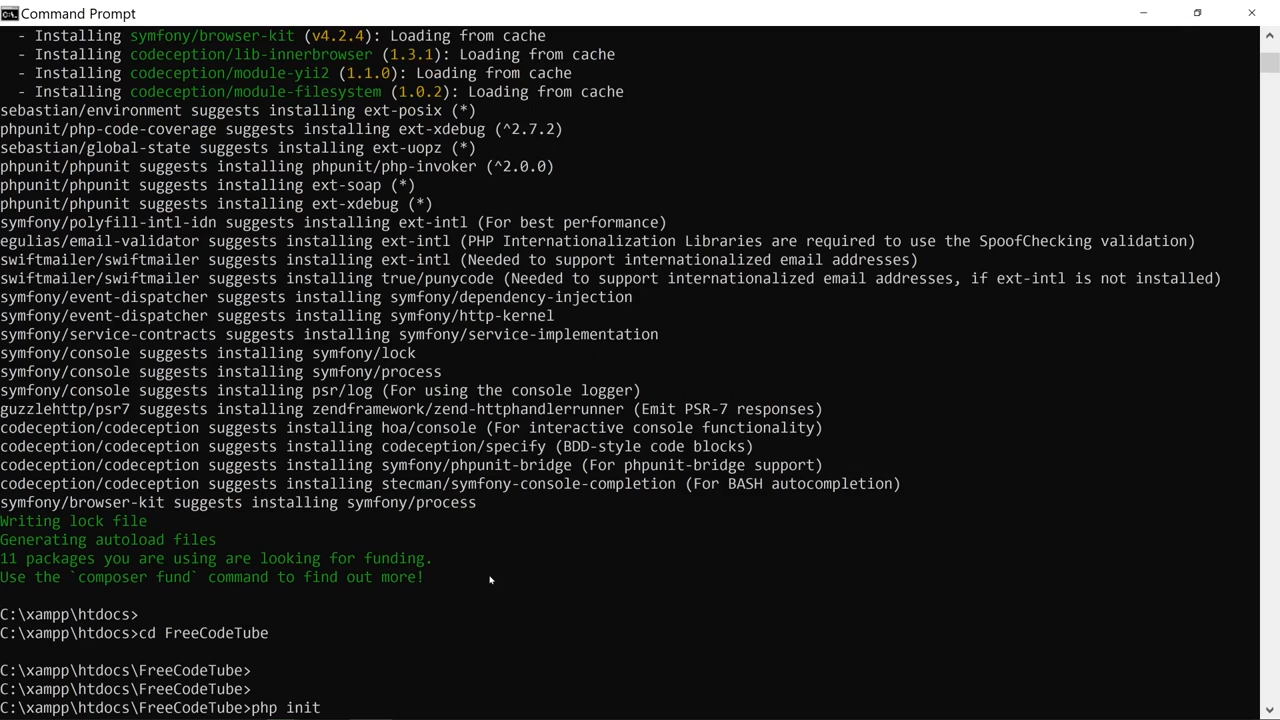 Command Prompt
- Installing symfony/browser-kit (v4.2.4): Loading from cache
- Installing codeception/lib-innerbrowser (1.3.1): Loading from cache
- Installing codeception/module-yii2 (1.1.0): Loading from cache
- Installing codeception/module-filesystem (1.0.2): Loading from cache
sebastian/environment suggests installing ext-posix (*)
phpunit/php-code-coverage suggests installing ext-xdebug (^2.7.2)
sebastian/global-state suggests installing ext-uopz (*)
phpunit/phpunit suggests installing phpunit/php-invoker (^2.0.0)
phpunit/phpunit suggests installing ext-soap (*)
phpunit/phpunit suggests installing ext-xdebug (*)
symfony/polyfill-intl-idn suggests installing ext-intl (For best performance)
egulias/email-validator suggests installing ext-intl (PHP Internationalization Libraries are required to use the SpoofChecking validation)
swiftmailer/swiftmailer suggests installing ext-intl (Needed to support internationalized email addresses)
swiftmailer/swiftmailer suggests installing true/punycode (Needed to support internationalized email addresses, if ext-intl is not installed)
symfony/event-dispatcher suggests installing symfony/dependency-injection
symfony/event-dispatcher suggests installing symfony/http-kernel
symfony/service-contracts suggests installing symfony/service-implementation
symfony/console suggests installing symfony/lock
symfony/console suggests installing symfony/process
symfony/console suggests installing psr/log (For using the console logger)
guzzlehttp/psr7 suggests installing zendframework/zend-httphandlerrunner (Emit PSR-7 responses)
codeception/codeception suggests installing hoa/console (For interactive console functionality)
codeception/codeception suggests installing codeception/specify (BDD-style code blocks)
codeception/codeception suggests installing symfony/phpunit-bridge (For phpunit-bridge support)
codeception/codeception suggests installing stecman/symfony-console-completion (For BASH autocompletion)
symfony/browser-kit suggests installing symfony/process
Writing lock file
Generating autoload files
11 packages you are using are looking for funding.
Use the `composer fund` command to find out more!
C:\xampp\htdocs>
C:\xampp\htdocs>cd FreeCodeTube
C:\xampp\htdocs\FreeCodeTube>
C:\xampp\htdocs\FreeCodeTube>
C:\xampp\htdocs\FreeCodeTube>php init